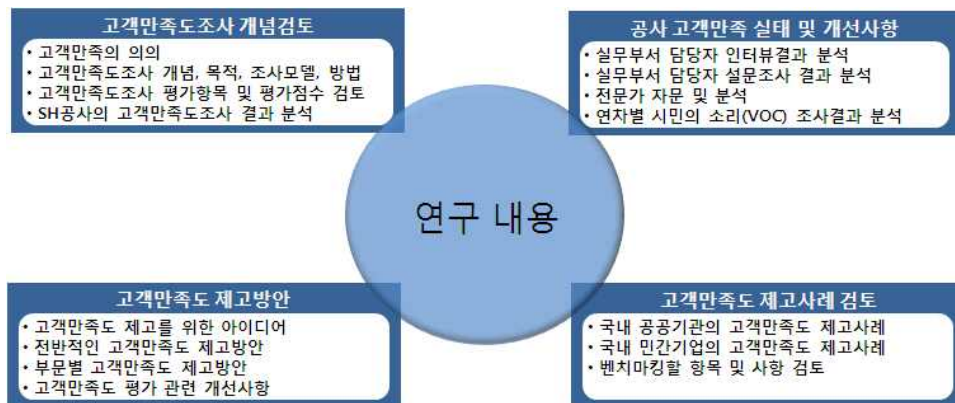 고객만족도조사 개념검토
• 고객만족의 의의
• 고객만족도조사 개념, 목적, 조사모델, 방법
• 고객만족도조사 평가항목 및 평가점수 검토
• SH공사의 고객만족도조사 결과 분석
공사 고객만족 실태 및 개선사항
• 실무부서 담당자 인터뷰결과 분석
• 실무부서 담당자 설문조사 결과 분석
• 전문가 자문 및 분석
• 연차별 시민의 소리(VOC) 조사결과 분석
연구 내용
고객만족도 제고방안
• 고객만족도 제고를 위한 아이디어
• 전반적인 고객만족도 제고방안
• 부문별 고객만족도 제고방안
• 고객만족도 평가 관련 개선사항
고객만족도 제고사례 검토
• 국내 공공기관의 고객만족도 제고사례
• 국내 민간기업의 고객만족도 제고사례
• 벤치마킹할 항목 및 사항 검토